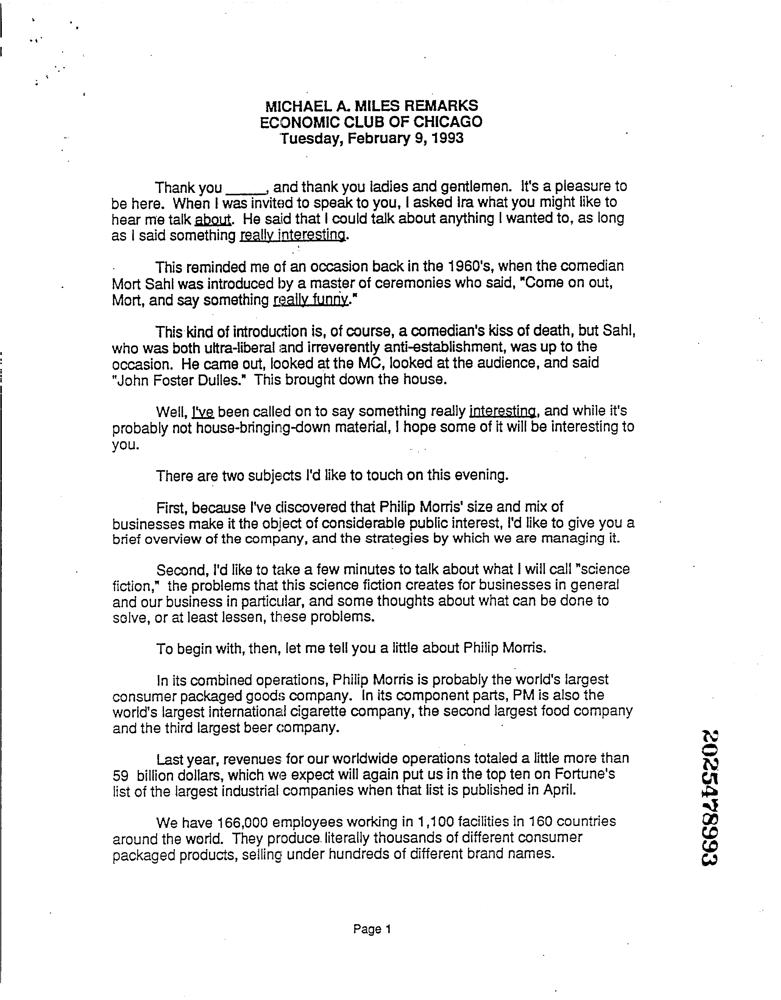 MICHAEL A. MILES REMARKS
ECONOMIC CLUB OF CHICAGO
Tuesday, February 9, 1993
Thank you _____, and thank you ladies and gentlemen. It's a pleasure to
be here. When I was invited to speak to you, I asked Ira what you might like to
hear me talk about. He said that I could talk about anything I wanted to, as long
as I said something really interesting.
This reminded me of an occasion back in the 1960's, when the comedian
Mort Sahl was introduced by a master of ceremonies who said, "Come on out,
Mort, and say something really funny."
This kind of introduction is, of course, a comedian's kiss of death, but Sahl,
who was both ultra-liberal and irreverently anti-establishment, was up to the
occasion. He came out, looked at the MC, looked at the audience, and said
"John Foster Dulles." This brought down the house.
Well, I've been called on to say something really interesting, and while it's
probably not house-bringing-down material, I hope some of it will be interesting to
you.
There are two subjects I'd like to touch on this evening.
First, because I've discovered that Philip Morris' size and mix of
businesses make it the object of considerable public interest, I'd like to give you a
brief overview of the company, and the strategies by which we are managing it.
Second, I'd like to take a few minutes to talk about what I will call "science
fiction," the problems that this science fiction creates for businesses in general
and our business in particular, and some thoughts about what can be done to
solve, or at least lessen, these problems.
To begin with, then, let me tell you a little about Philip Morris.
In its combined operations, Philip Morris is probably the world's largest
consumer packaged goods company. In its component parts, PM is also the
world's largest international cigarette company, the second largest food company
and the third largest beer company.
Last year, revenues for our worldwide operations totaled a little more than
59 billion dollars, which we expect will again put us in the top ten on Fortune's
list of the largest industrial companies when that list is published in April.
We have 166,000 employees working in 1,100 facilities in 160 countries
around the world. They produce literally thousands of different consumer
packaged products, selling under hundreds of different brand names.
2025478993
Page 1